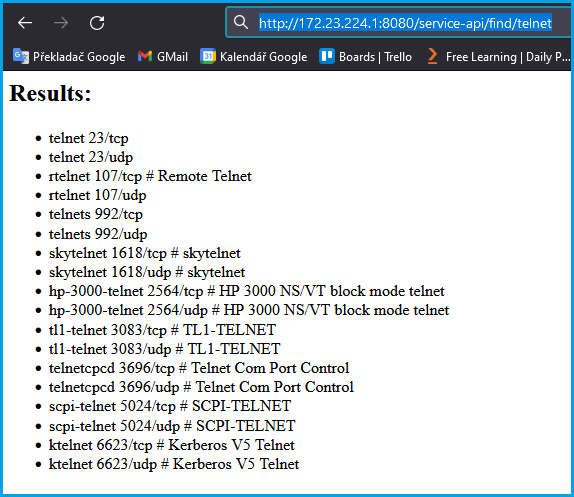 http://172.23.224.1:8080/service-api/find/telnet
Překladač Google GMail Kalendář Google Boards | Trello Free Learning | Daily P...
Results:
• telnet 23/tcp
• telnet 23/udp
• rtelnet 107/tcp # Remote Telnet
• rtelnet 107/udp
• telnets 992/tcp
• telnets 992/udp
• skytelnet 1618/tcp # skytelnet
• skytelnet 1618/udp # skytelnet
• hp-3000-telnet 2564/tcp # HP 3000 NS/VT block mode telnet
• hp-3000-telnet 2564/udp # HP 3000 NS/VT block mode telnet
• tl1-telnet 3083/tcp # TL1-TELNET
• tl1-telnet 3083/udp # TL1-TELNET
• telnetcpcd 3696/tcp # Telnet Com Port Control
• telnetcpcd 3696/udp # Telnet Com Port Control
• scpi-telnet 5024/tcp # SCPI-TELNET
• scpi-telnet 5024/udp # SCPI-TELNET
• ktelnet 6623/tcp # Kerberos V5 Telnet
• ktelnet 6623/udp # Kerberos V5 Telnet